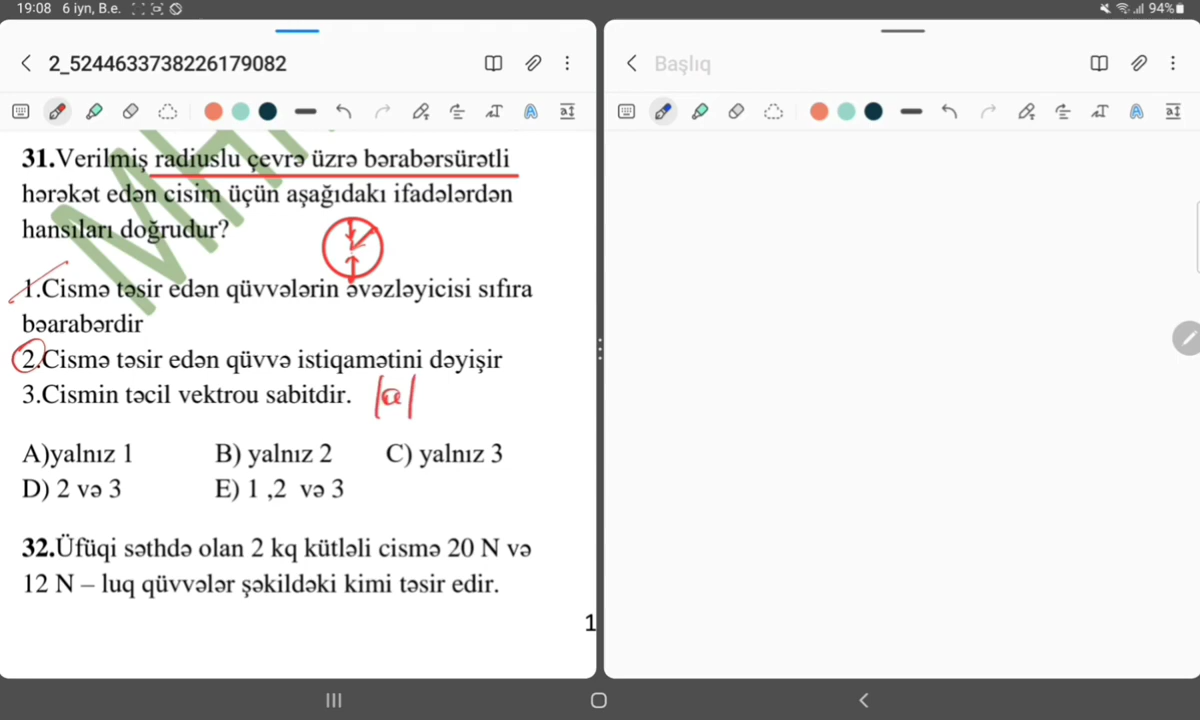 19:08 6 iyn, B.e. 94%
2_5244633738226179082
Başlıq
31.Verilmiş radiuslu çevrə üzrə bərabərsürətli
hərəkət edən cisim üçün aşağıdakı ifadələrdən
hansıları doğrudur?
1.Cismə təsir edən qüvvələrin əvəzləyicisi sıfıra
bəarabərdir
2.Cismə təsir edən qüvvə istiqamətini dəyişir
3.Cismin təcil vektrou sabitdir. |a|
A)yalnız 1 B) yalnız 2 C) yalnız 3
D) 2 və 3 E) 1 ,2 və 3
32.Üfüqi səthdə olan 2 kq kütləli cismə 20 N və
12 N – luq qüvvələr şəkildəki kimi təsir edir.
1